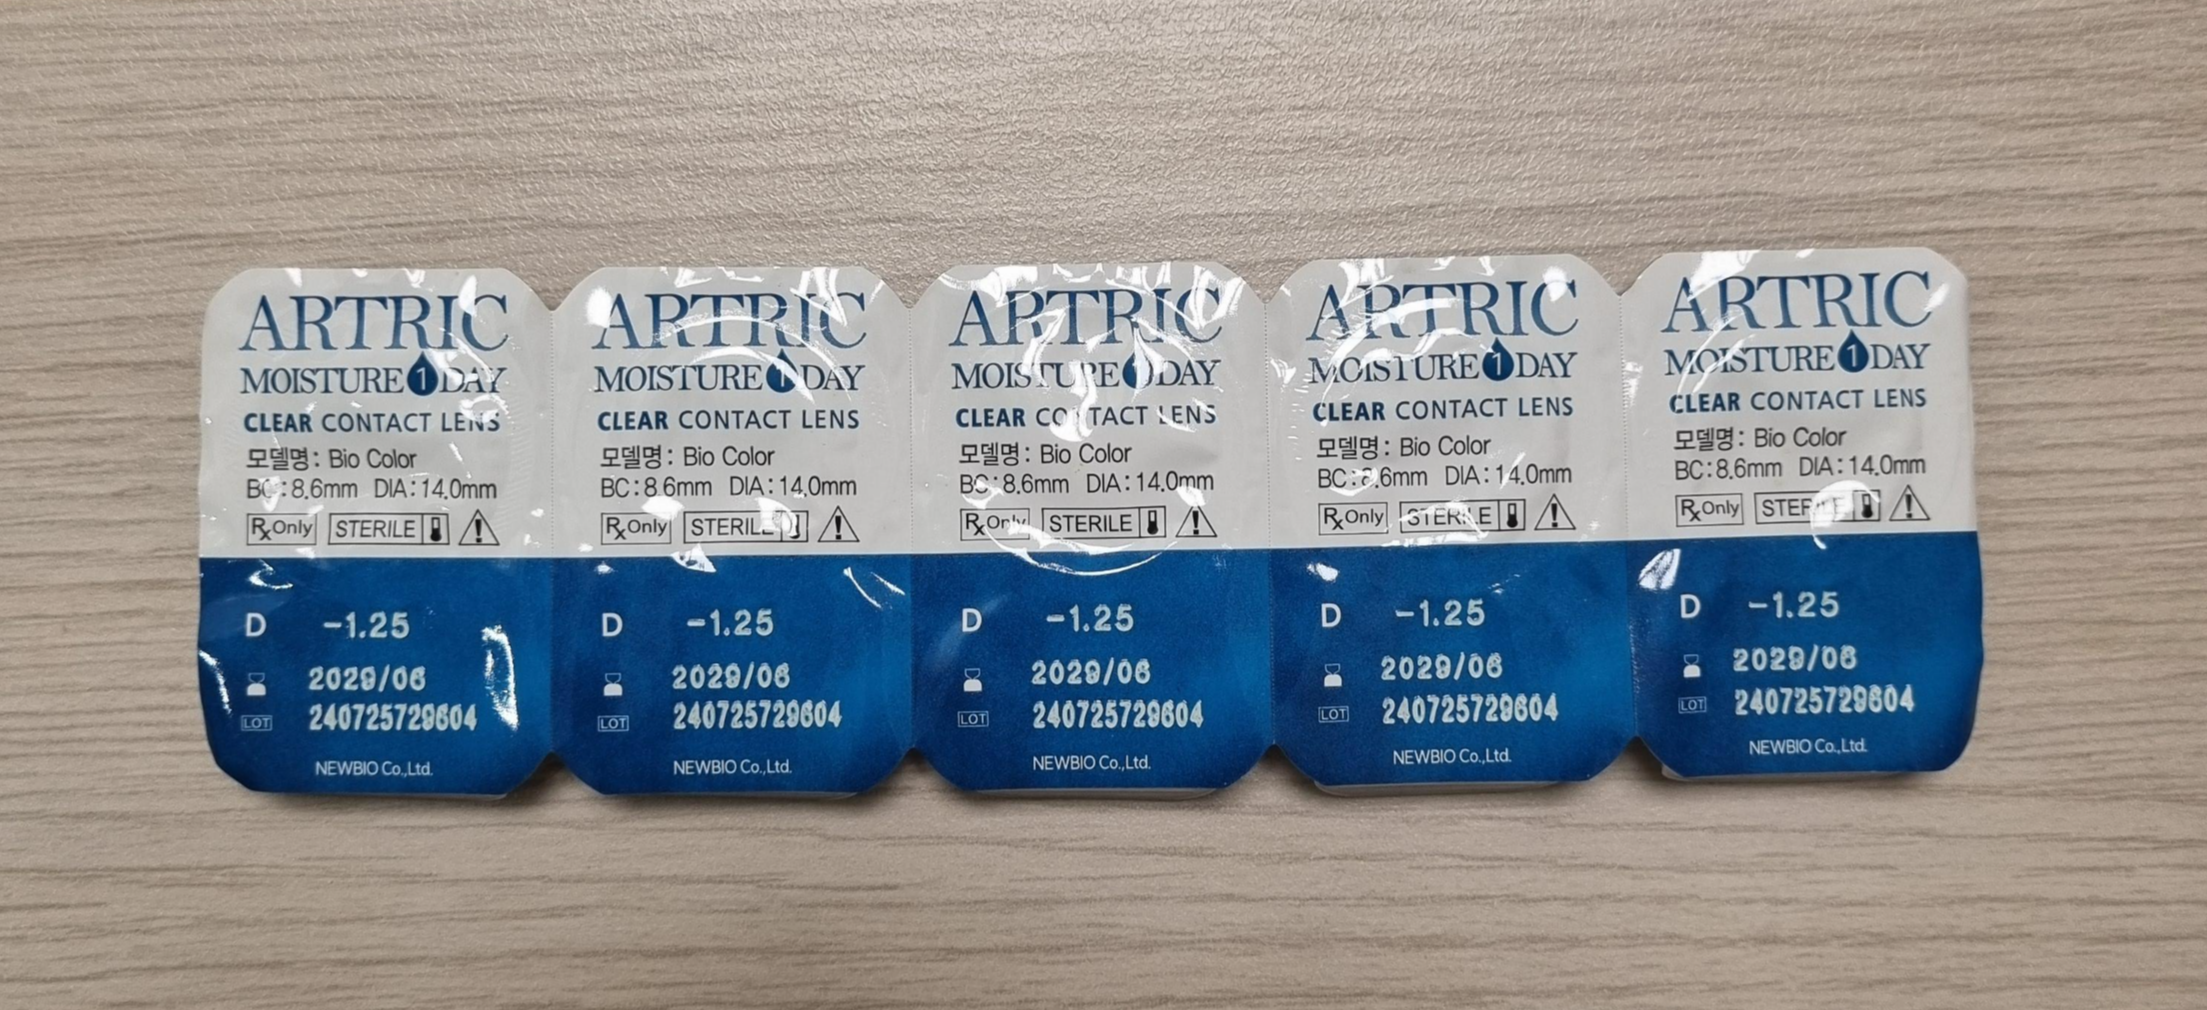 ARTRIC
MOISTURE 1 DAY
CLEAR CONTACT LENS
모델명: Bio Color
BC:8.6mm DIA:14.0mm
Rx Only STERILE
D -1.25
2029/06
LOT 240725729604
NEWBIO Co.,Ltd.
ARTRIC
MOISTURE 1 DAY
CLEAR CONTACT LENS
모델명: Bio Color
BC:8.6mm DIA:14.0mm
Rx Only STERILE
D -1.25
2029/06
LOT 240725729604
NEWBIO Co.,Ltd.
ARTRIC
MOISTURE 1 DAY
CLEAR CONTACT LENS
모델명: Bio Color
BC:8.6mm DIA:14.0mm
Rx Only STERILE
D -1.25
2029/06
LOT 240725729604
NEWBIO Co.,Ltd.
ARTRIC
MOISTURE 1 DAY
CLEAR CONTACT LENS
모델명: Bio Color
BC:8.6mm DIA:14.0mm
Rx Only STERILE
D -1.25
2029/06
LOT 240725729604
NEWBIO Co.,Ltd.
ARTRIC
MOISTURE 1 DAY
CLEAR CONTACT LENS
모델명: Bio Color
BC:8.6mm DIA:14.0mm
Rx Only STERILE
D -1.25
2029/06
LOT 240725729604
NEWBIO Co.,Ltd.